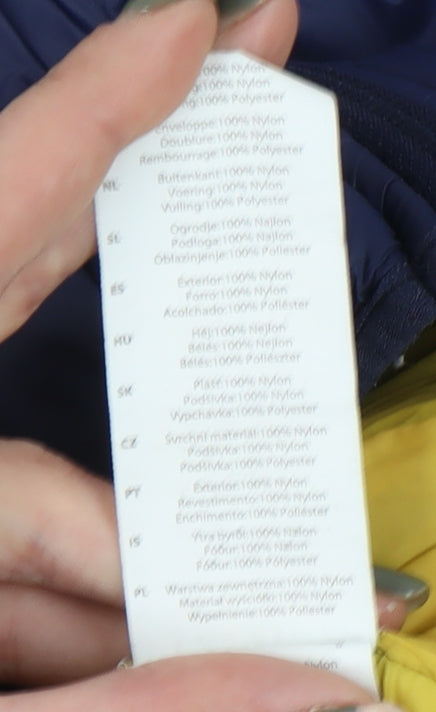 100% Nylon
100% Nylon
100% Polyester
Enveloppe:100% Nylon
Doublure:100% Nylon
Rembourrage:100% Polyester
NL Buitenkant:100% Nylon
Voering:100% Nylon
Vulling:100% Polyester
SL Ogrodje:100% Najlon
Podloga:100% Najlon
Oblazinjenje:100% Poliester
ES Exterior:100% Nylon
Forro:100% Nylon
Acolchado:100% Poliéster
HU Héj:100% Nejlon
Bélés:100% Nejlon
Bélés:100% Poliészter
SK Plášť:100% Nylon
Podšívka:100% Nylon
Výpchávka:100% Polyester
CZ Svrchní materiál:100% Nylon
Podšívka:100% Nylon
Podšívka:100% Polyester
PT Exterior:100% Nylon
Revestimento:100% Nylon
Enchimento:100% Poliéster
IS Ytra byrði:100% Nælon
Fóður:100% Nælon
Fóður:100% Polyester
PL Warstwa zewnętrzna:100% Nylon
Materiał wyściółki:100% Nylon
Wypełnienie:100% Poliester
Nylon